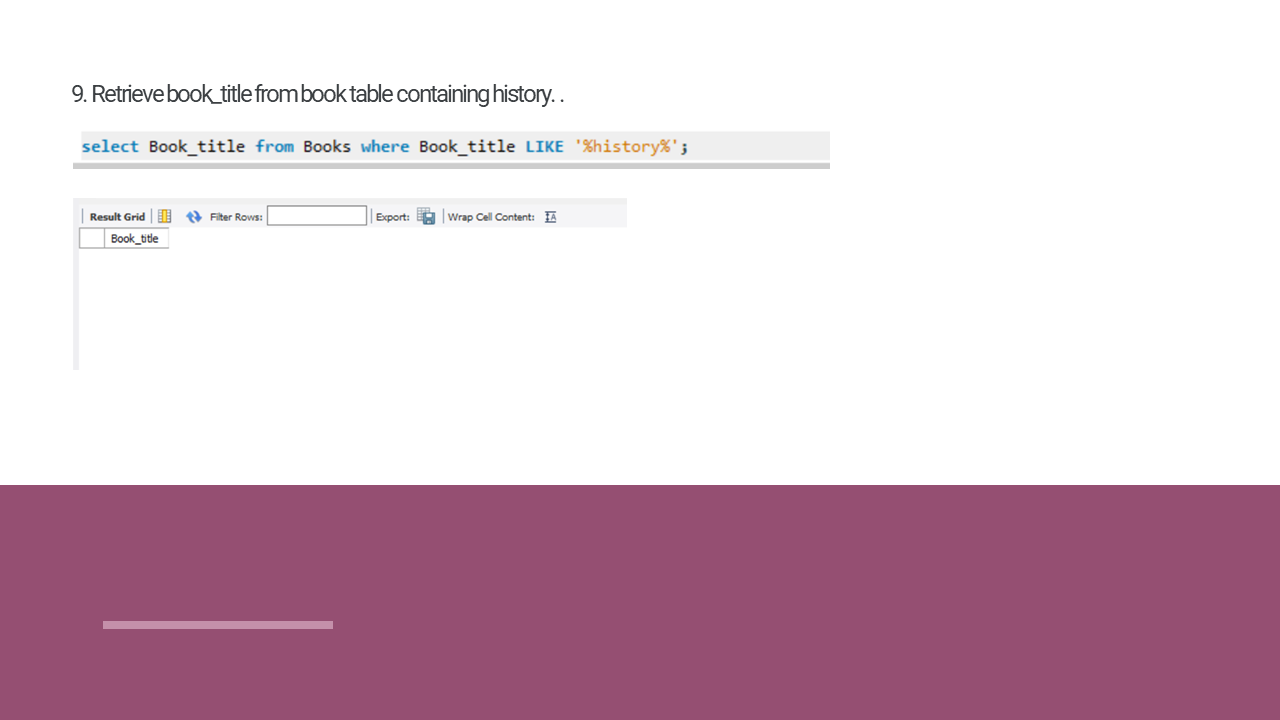 9. Retrieve book_title from book table containing history. .
select Book_title from Books where Book_title LIKE '%history%';
Result Grid Filter Rows: Export: Wrap Cell Content: IA
Book_title